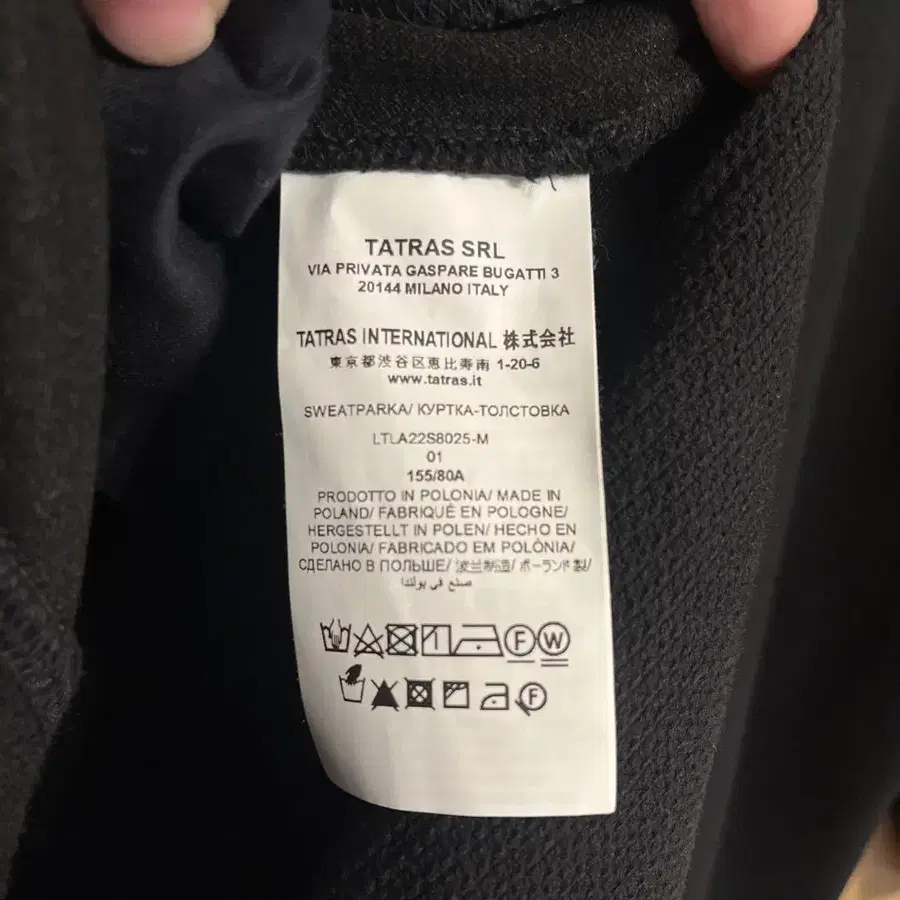 TATRAS SRL
VIA PRIVATA GASPARE BUGATTI 3
20144 MILANO ITALY
TATRAS INTERNATIONAL 株式会社
東京都渋谷区恵比寿南 1-20-6
www.tatras.it
SWEATPARKA/ КУРТКА-ТОЛСТОВКА
LTLA22S8025-M
01
155/80A
PRODOTTO IN POLONIA/ MADE IN
POLAND/ FABRIQUÉ EN POLOGNE/
HERGESTELLT IN POLEN/ HECHO EN
POLONIA/ FABRICADO EM POLÔNIA/
СДЕЛАНО В ПОЛЬШЕ/ 波兰制造/ ポーランド製/
صنع في بولندا
F W
F